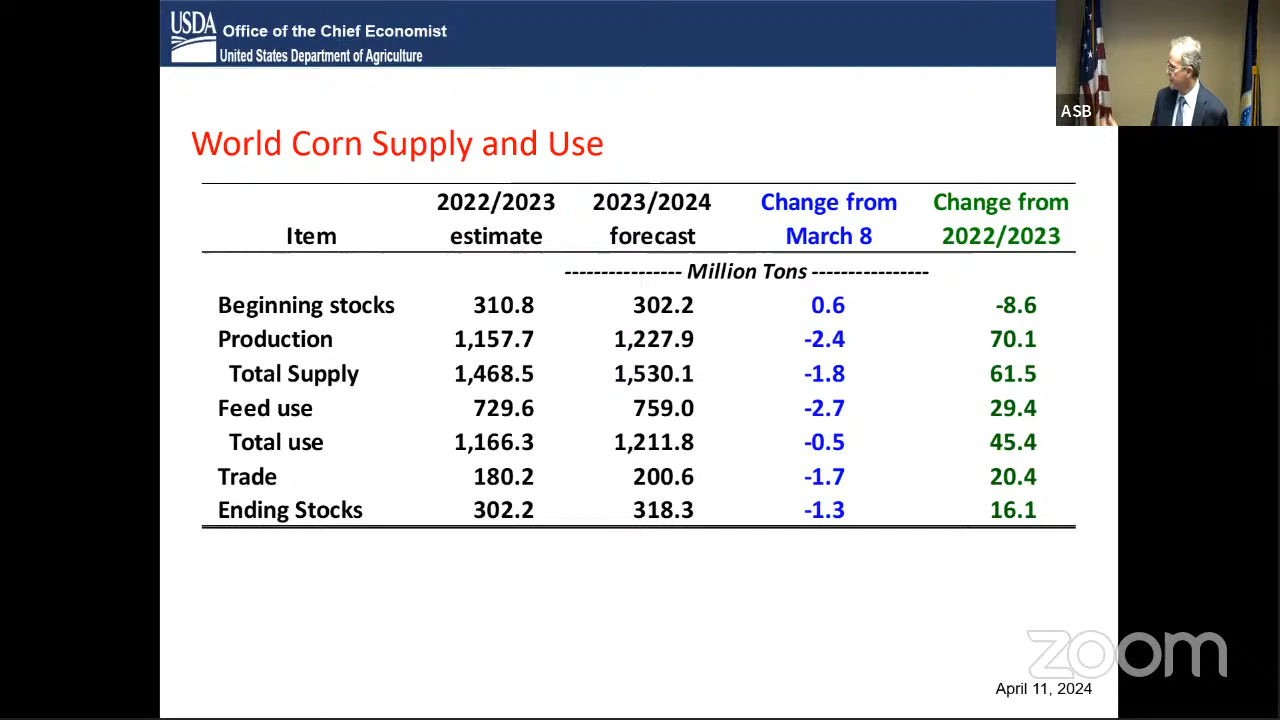 USDA Office of the Chief Economist
United States Department of Agriculture
ASB
World Corn Supply and Use
Item 2022/2023 estimate 2023/2024 forecast Change from March 8 Change from 2022/2023
---------------- Million Tons ----------------
Beginning stocks 310.8 302.2 0.6 -8.6
Production 1,157.7 1,227.9 -2.4 70.1
Total Supply 1,468.5 1,530.1 -1.8 61.5
Feed use 729.6 759.0 -2.7 29.4
Total use 1,166.3 1,211.8 -0.5 45.4
Trade 180.2 200.6 -1.7 20.4
Ending Stocks 302.2 318.3 -1.3 16.1
zoom
April 11, 2024